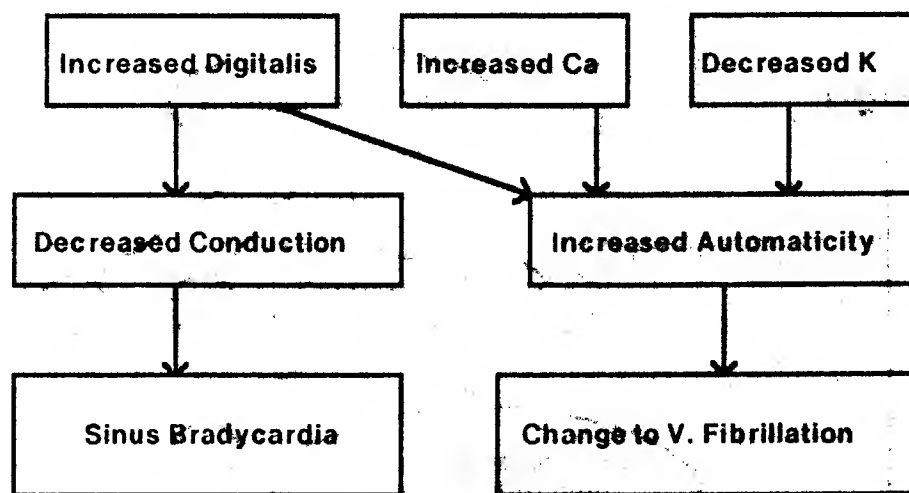 Increased Digitalis
Increased Ca
Decreased K
Decreased Conduction
Increased Automaticity
Sinus Bradycardia
Change to V. Fibrillation